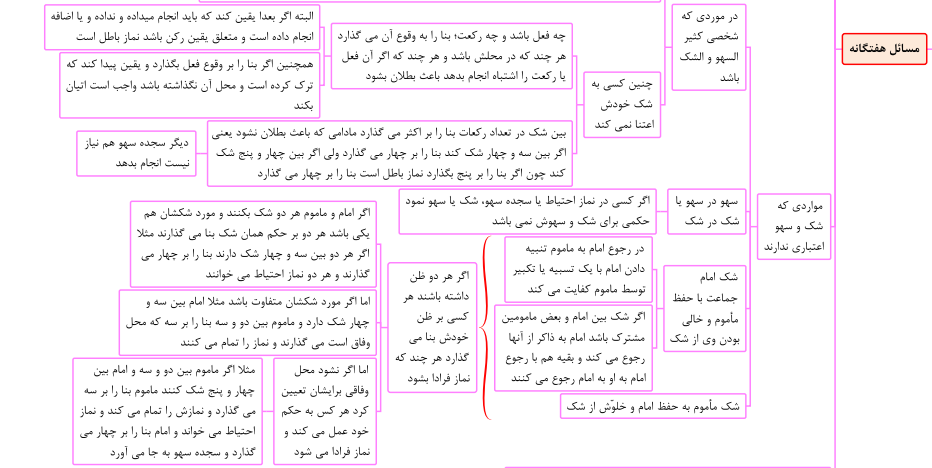 مسائل هفتگانه
مواردی که
شک و سهو
اعتباری ندارند
در موردی که
شخصی کثیر
السهو و الشک
باشد
چنین کسی به
شک خودش
اعتنا نمی کند
چه فعل باشد و چه رکعت؛ بنا را به وقوع آن می گذارد
هر چند که در محلش باشد و هر چند که اگر آن فعل
یا رکعت را اشتباه انجام بدهد باعث بطلان بشود
البته اگر بعدا یقین کند که باید انجام میداده و نداده و یا اضافه
انجام داده است و متعلق یقین رکن باشد نماز باطل است
همچنین اگر بنا را بر وقوع فعل بگذارد و یقین پیدا کند که
ترک کرده است و محل آن نگذاشته باشد واجب است اتیان
بکند
بین شک در تعداد رکعات بنا را بر اکثر می گذارد مادامی که باعث بطلان نشود یعنی
اگر بین سه و چهار شک کند بنا را بر چهار می گذارد ولی اگر بین چهار و پنج شک
کند چون اگر بنا را بر پنج بگذارد نماز باطل است بنا را بر چهار می گذارد
دیگر سجده سهو هم نیاز
نیست انجام بدهد
سهو در سهو یا
شک در شک
اگر کسی در نماز احتیاط یا سجده سهو، شک یا سهو نمود
حکمی برای شک و سهوش نمی باشد
شک امام
جماعت با حفظ
مأموم و خالی
بودن وی از شک
در رجوع امام به ماموم تنبیه
دادن امام با یک تسبیه یا تکبیر
توسط ماموم کفایت می کند
اگر شک بین امام و بعض مامومین
مشترک باشد امام به ذاکر از آنها
رجوع می کند و بقیه هم با رجوع
امام به او به امام رجوع می کنند
شک مأموم به حفظ امام و خلوّش از شک
اگر هر دو ظن
داشته باشند هر
کسی بر ظن
خودش بنا می
گذارد هر چند که
نماز فرادا بشود
اگر امام و ماموم هر دو شک بکنند و مورد شکشان هم
یکی باشد هر دو بر حکم همان شک بنا می گذارند مثلا
اگر هر دو بین سه و چهار شک دارند بنا را بر چهار می
گذارند و هر دو نماز احتیاط می خوانند
اما اگر مورد شکشان متفاوت باشد مثلا امام بین سه و
چهار شک دارد و ماموم بین دو و سه بنا را بر سه که محل
وفاق است می گذارند و نماز را تمام می کنند
اما اگر نشود محل
وفاقی برایشان تعیین
کرد هر کس به حکم
خود عمل می کند و
نماز فرادا می شود
مثلا اگر ماموم بین دو و سه و امام بین
چهار و پنج شک کنند ماموم بنا را بر سه
می گذارد و نمازش را تمام می کند و نماز
احتیاط می خواند و امام بنا را بر چهار می
گذارد و سجده سهو به جا می آورد